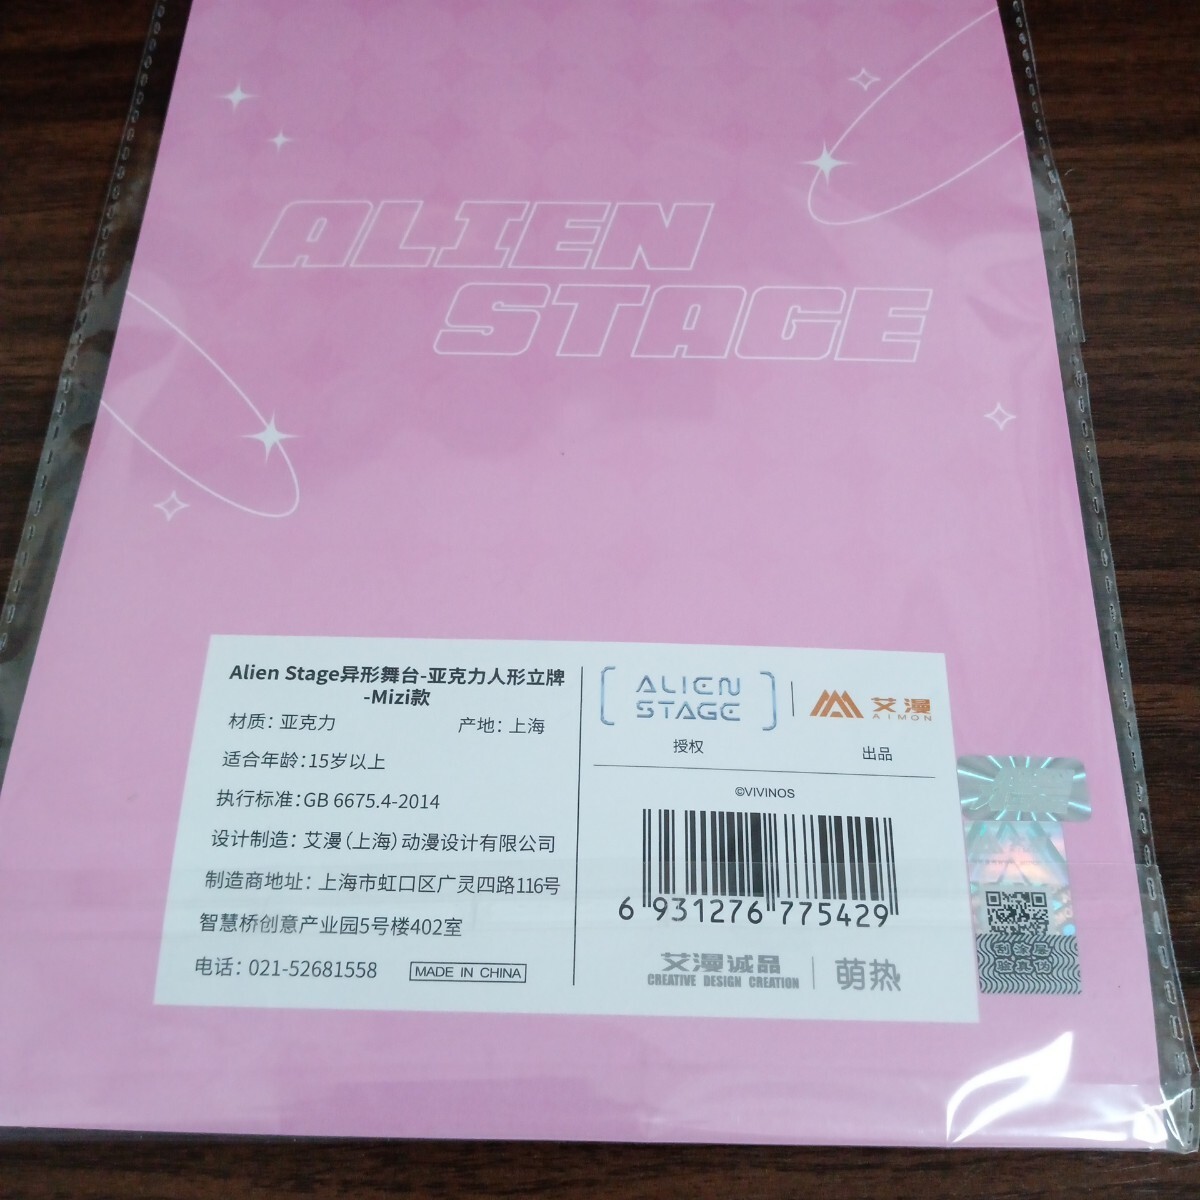 ALIEN
STAGE
Alien Stage异形舞台-亚克力人形立牌
-Mizi款
材质：亚克力 产地：上海
适合年龄：15岁以上
执行标准：GB 6675.4-2014
设计制造：艾漫（上海）动漫设计有限公司
制造商地址：上海市虹口区广灵四路116号
智慧桥创意产业园5号楼402室
电话：021-52681558 MADE IN CHINA
ALIEN
STAGE
授权
艾漫
AIMON
出品
©VIVINOS
6 931276 775429
艾漫诚品
CREATIVE DESIGN CREATION
萌热
刮涂层
验真伪